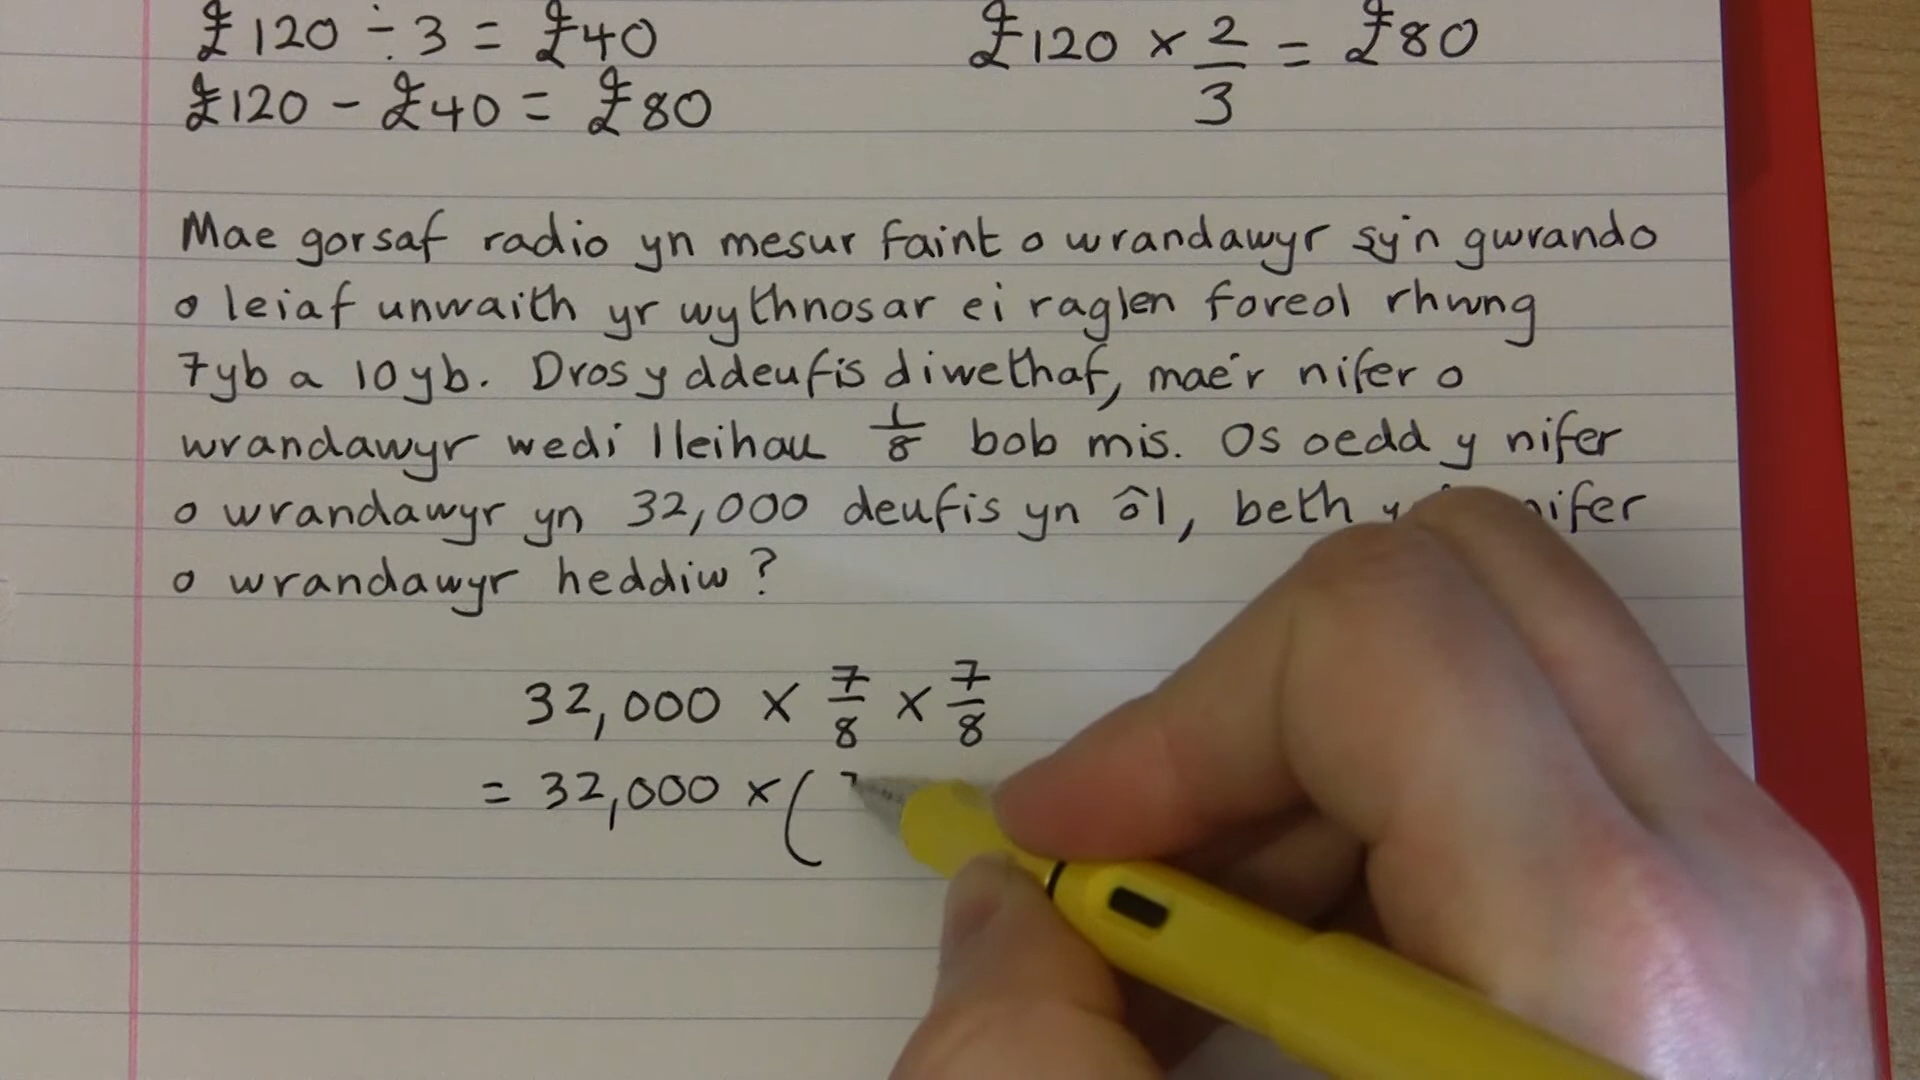 £120 ÷ 3 = £40
£120 - £40 = £80
£120 × 2/3 = £80
Mae gorsaf radio yn mesur faint o wrandawyr sy'n gwrando
o leiaf unwaith yr wythnos ar ei raglen foreol rhwng
7yb a 10yb. Dros y ddeufis diwethaf, mae'r nifer o
wrandawyr wedi lleihau 1/8 bob mis. Os oedd y nifer
o wrandawyr yn 32,000 deufis yn ôl, beth nifer
o wrandawyr heddiw?
32,000 × 7/8 × 7/8
= 32,000 × (